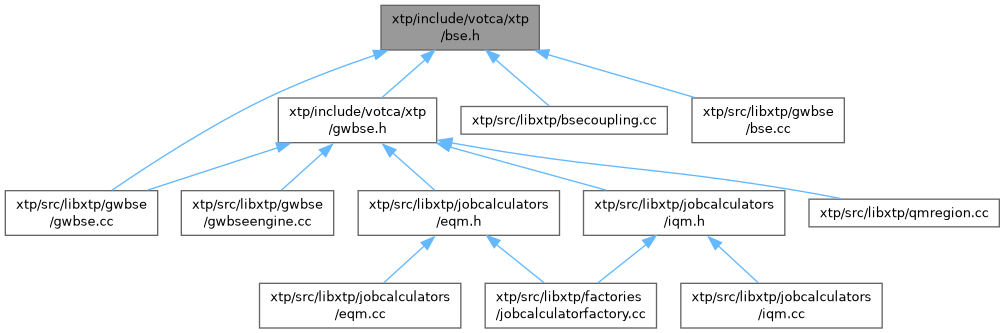 xtp/include/votca/xtp
/bse.h
xtp/include/votca/xtp
/gwbse.h
xtp/src/libxtp/bsecoupling.cc
xtp/src/libxtp/gwbse
/bse.cc
xtp/src/libxtp/gwbse
/gwbse.cc
xtp/src/libxtp/gwbse
/gwbseengine.cc
xtp/src/libxtp/jobcalculators
/eqm.h
xtp/src/libxtp/jobcalculators
/iqm.h
xtp/src/libxtp/qmregion.cc
xtp/src/libxtp/jobcalculators
/eqm.cc
xtp/src/libxtp/factories
/jobcalculatorfactory.cc
xtp/src/libxtp/jobcalculators
/iqm.cc